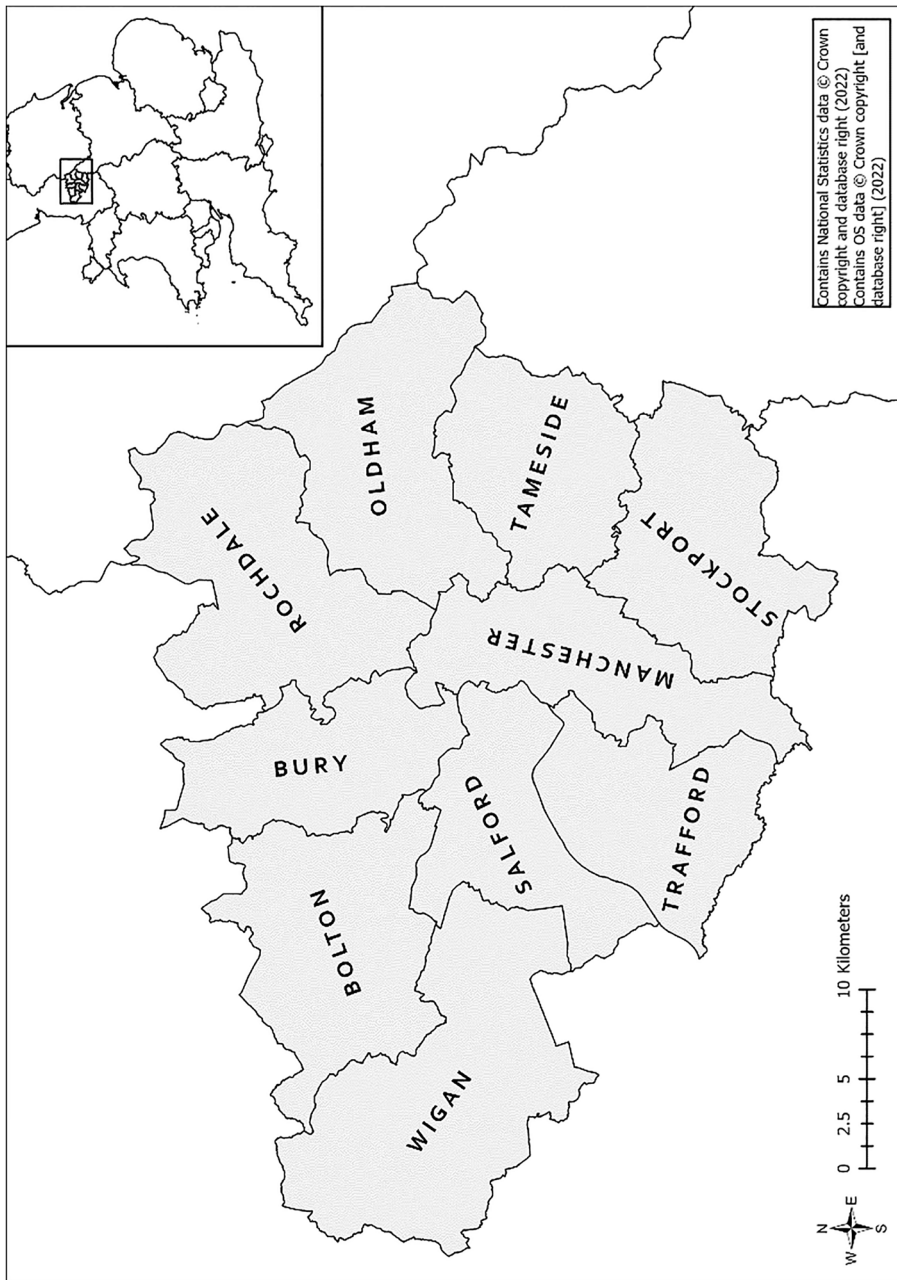 Contains National Statistics data © Crown
copyright and database right (2022)
Contains OS data © Crown copyright [and
database right] (2022)
ROCHDALE
OLDHAM
BURY
BOLTON
TAMESIDE
MANCHESTER
SALFORD
WIGAN
STOCKPORT
TRAFFORD
N
W E
S
0 2.5 5 10 Kilometers